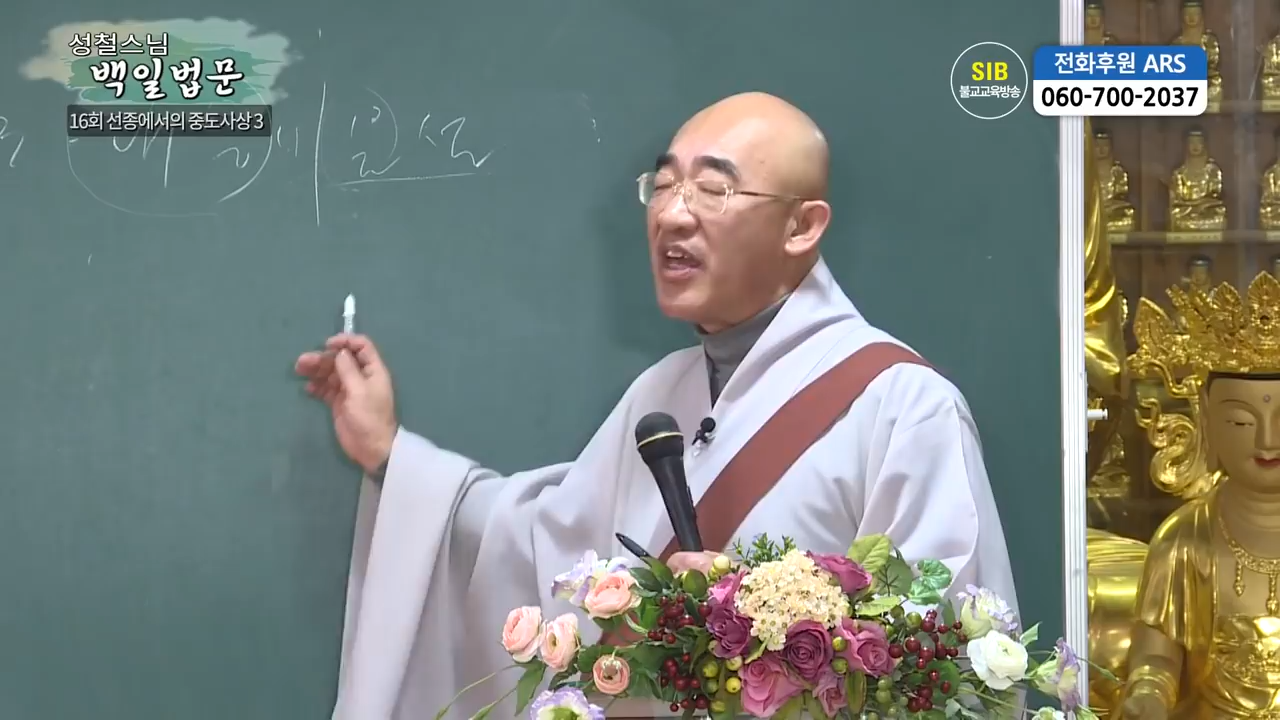 성철스님
백일법문
16회 선종에서의 중도사상 3
SIB
불교교육방송
전화후원 ARS
060-700-2037